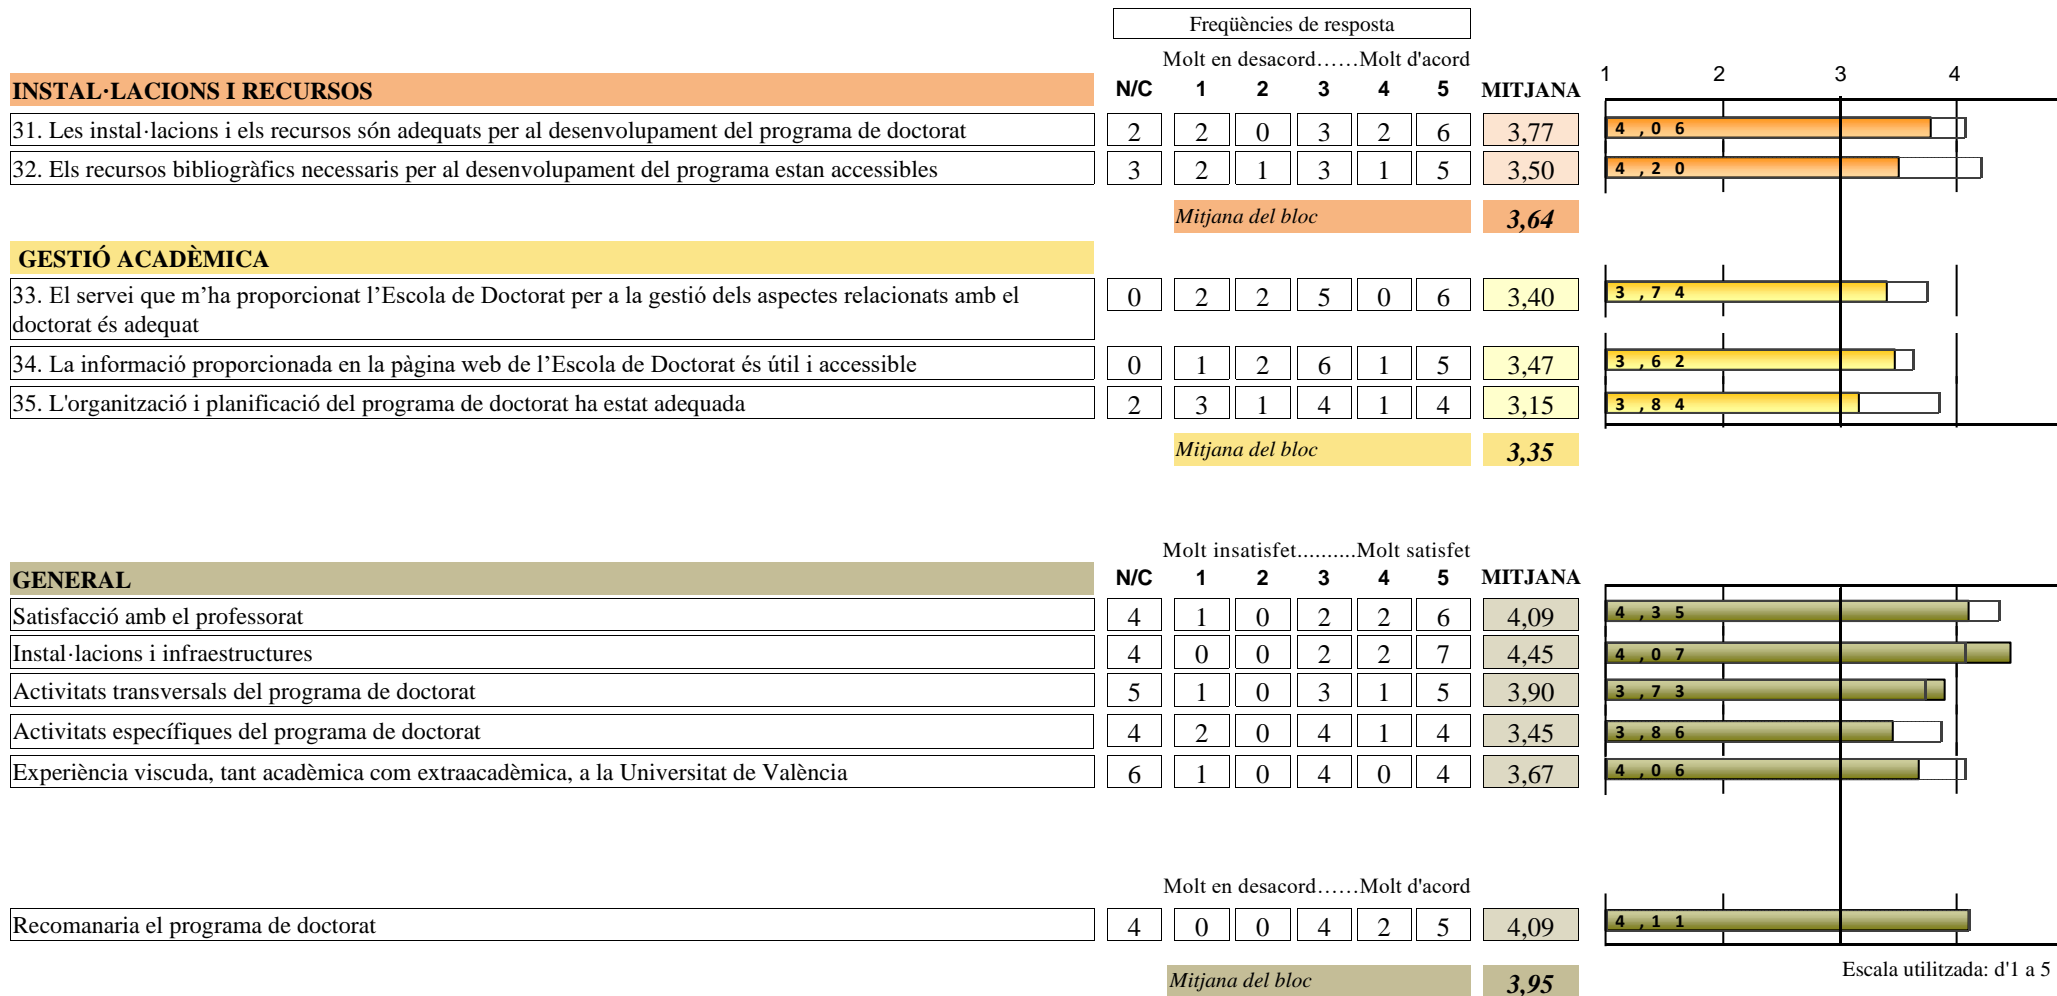 Freqüències de resposta
Molt en desacord……Molt d'acord
INSTAL·LACIONS I RECURSOS N/C 1 2 3 4 5 MITJANA 1 2 3 4
31. Les instal·lacions i els recursos són adequats per al desenvolupament del programa de doctorat 2 2 0 3 2 6 3,77 4,06
32. Els recursos bibliogràfics necessaris per al desenvolupament del programa estan accessibles 3 2 1 3 1 5 3,50 4,20
Mitjana del bloc 3,64
GESTIÓ ACADÈMICA
33. El servei que m’ha proporcionat l’Escola de Doctorat per a la gestió dels aspectes relacionats amb el
doctorat és adequat 0 2 2 5 0 6 3,40 3,74
34. La informació proporcionada en la pàgina web de l’Escola de Doctorat és útil i accessible 0 1 2 6 1 5 3,47 3,62
35. L'organització i planificació del programa de doctorat ha estat adequada 2 3 1 4 1 4 3,15 3,84
Mitjana del bloc 3,35
Molt insatisfet..........Molt satisfet
GENERAL N/C 1 2 3 4 5 MITJANA
Satisfacció amb el professorat 4 1 0 2 2 6 4,09 4,35
Instal·lacions i infraestructures 4 0 0 2 2 7 4,45 4,07
Activitats transversals del programa de doctorat 5 1 0 3 1 5 3,90 3,73
Activitats específiques del programa de doctorat 4 2 0 4 1 4 3,45 3,86
Experiència viscuda, tant acadèmica com extraacadèmica, a la Universitat de València 6 1 0 4 0 4 3,67 4,06
Molt en desacord……Molt d'acord
Recomanaria el programa de doctorat 4 0 0 4 2 5 4,09 4,11
Mitjana del bloc 3,95
Escala utilitzada: d'1 a 5